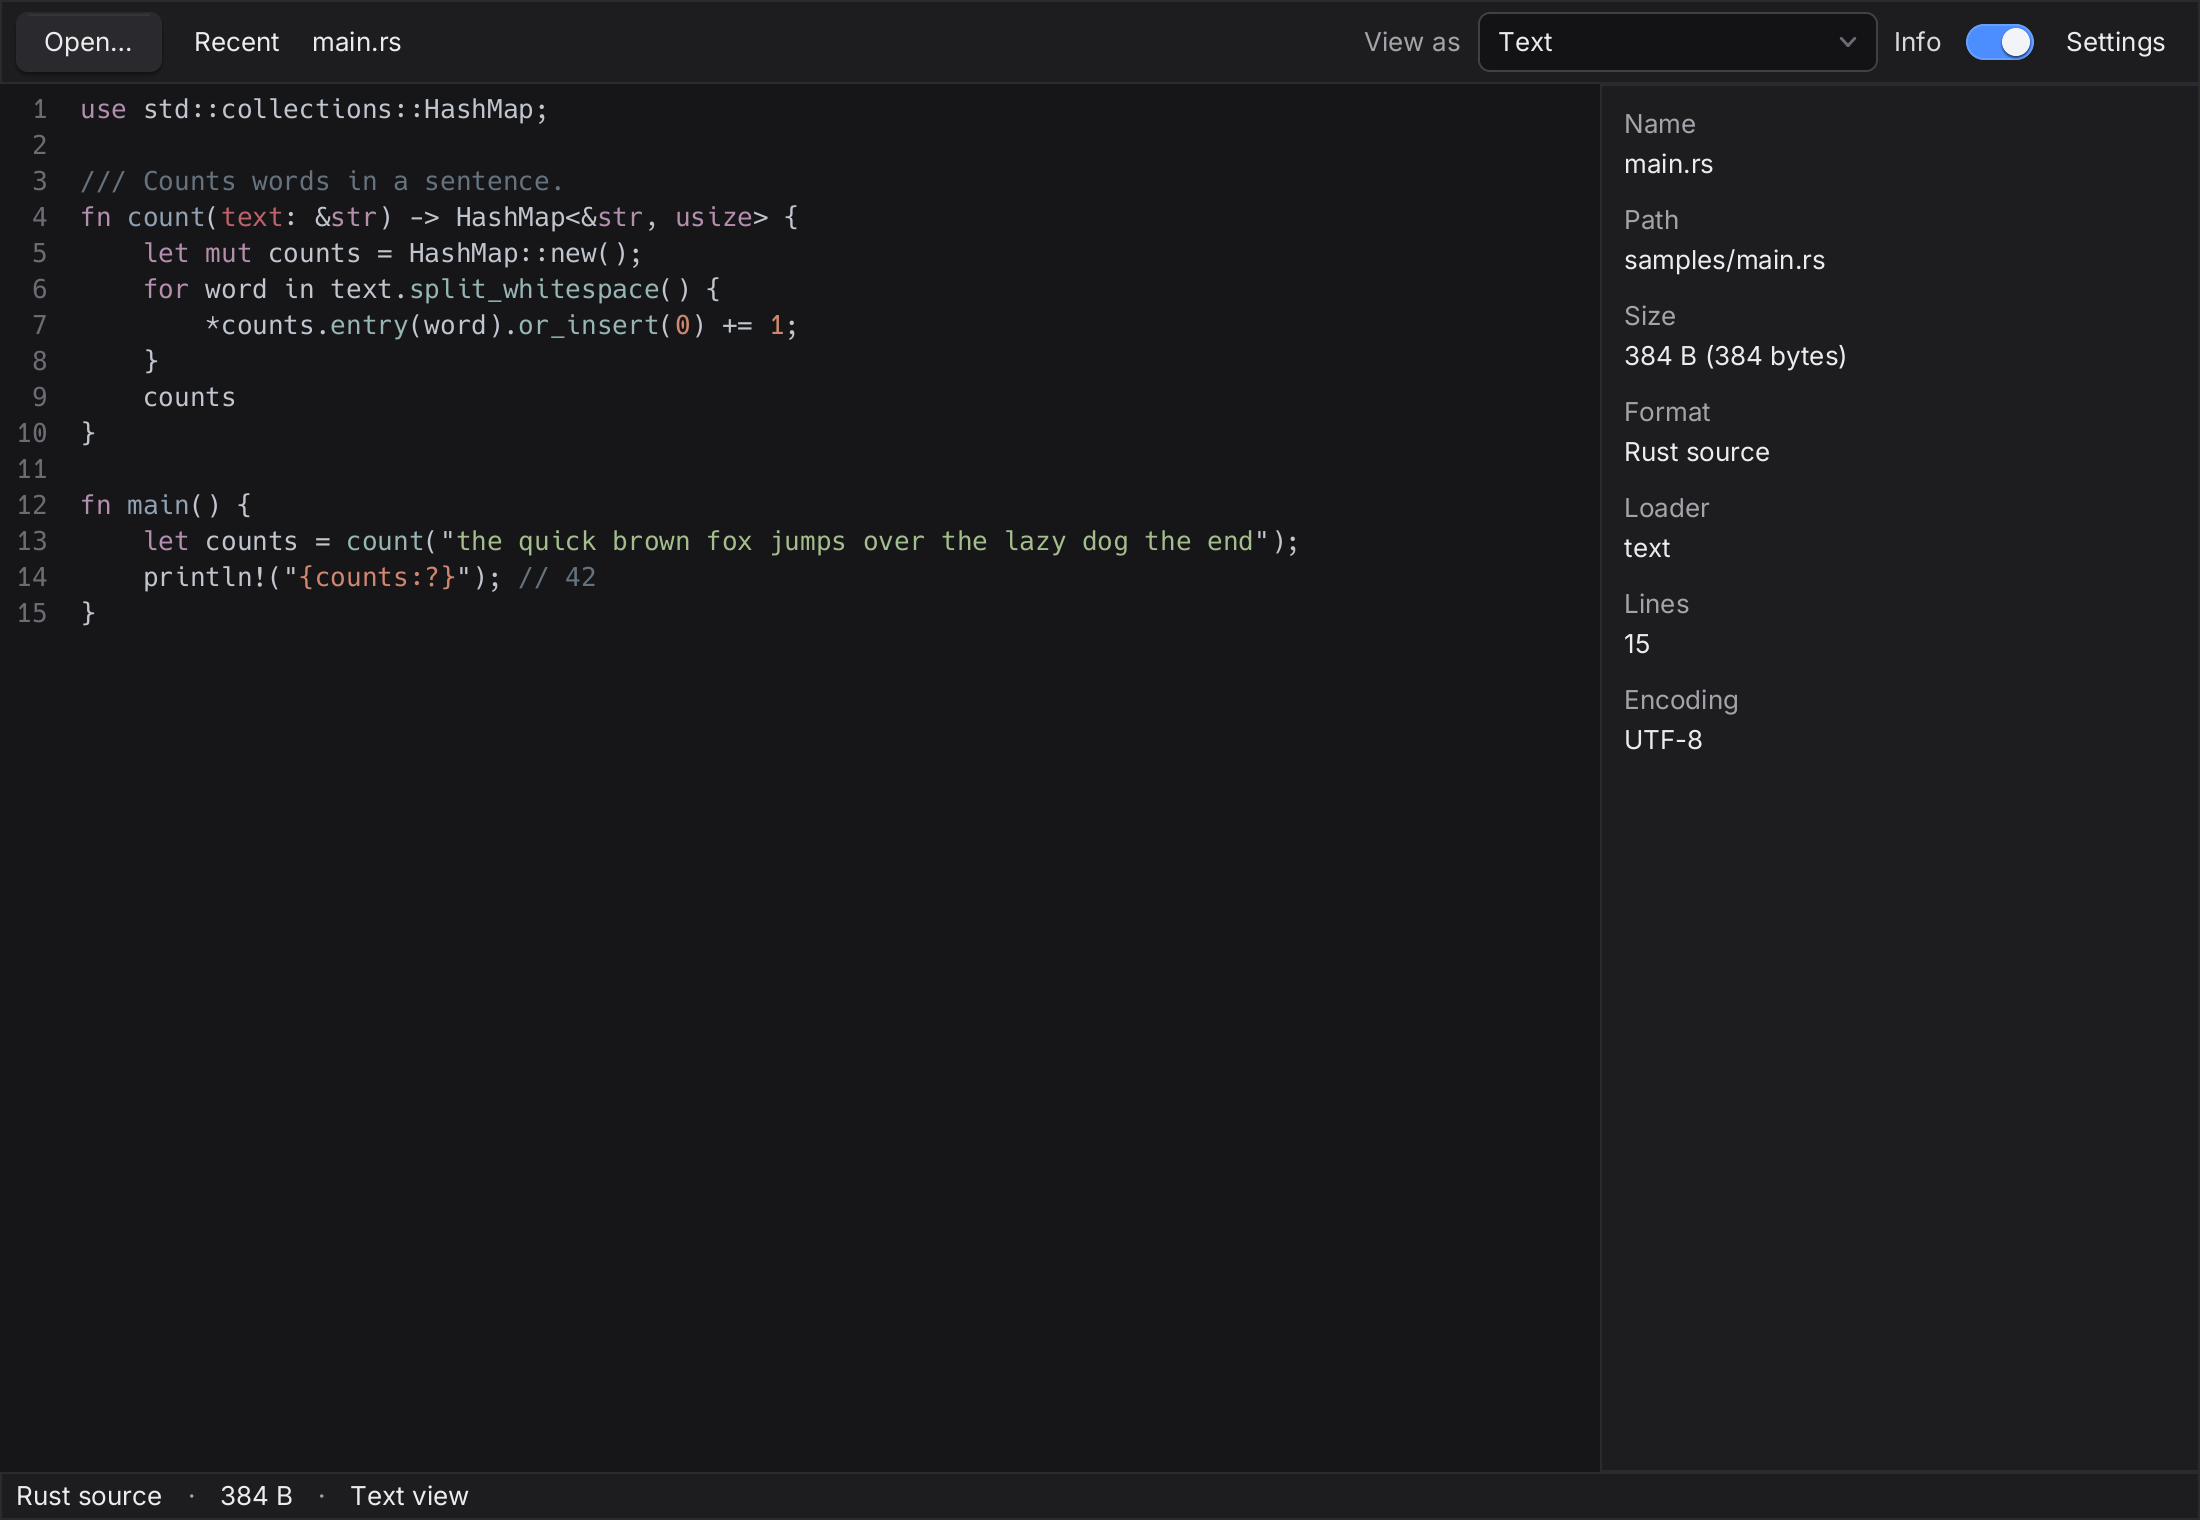 Open... Recent main.rs View as Text Info Settings
1 use std::collections::HashMap;
2
3 /// Counts words in a sentence.
4 fn count(text: &str) -> HashMap<&str, usize> {
5     let mut counts = HashMap::new();
6     for word in text.split_whitespace() {
7         *counts.entry(word).or_insert(0) += 1;
8     }
9     counts
10 }
11
12 fn main() {
13     let counts = count("the quick brown fox jumps over the lazy dog the end");
14     println!("{counts:?}"); // 42
15 }
Name
main.rs
Path
samples/main.rs
Size
384 B (384 bytes)
Format
Rust source
Loader
text
Lines
15
Encoding
UTF-8
Rust source · 384 B · Text view